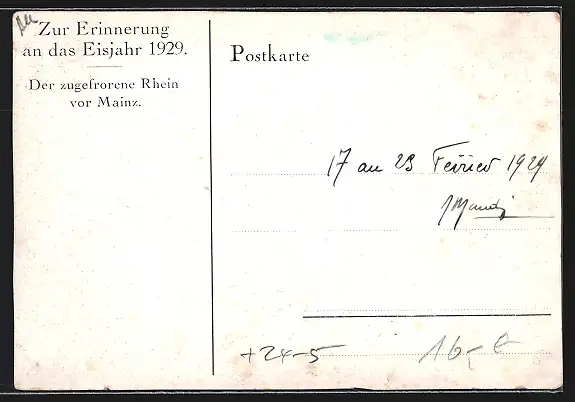 Zur Erinnerung
an das Eisjahr 1929.
Der zugefrorene Rhein
vor Mainz.
Postkarte
17 au 23 Février 1929
+24-5
16,-